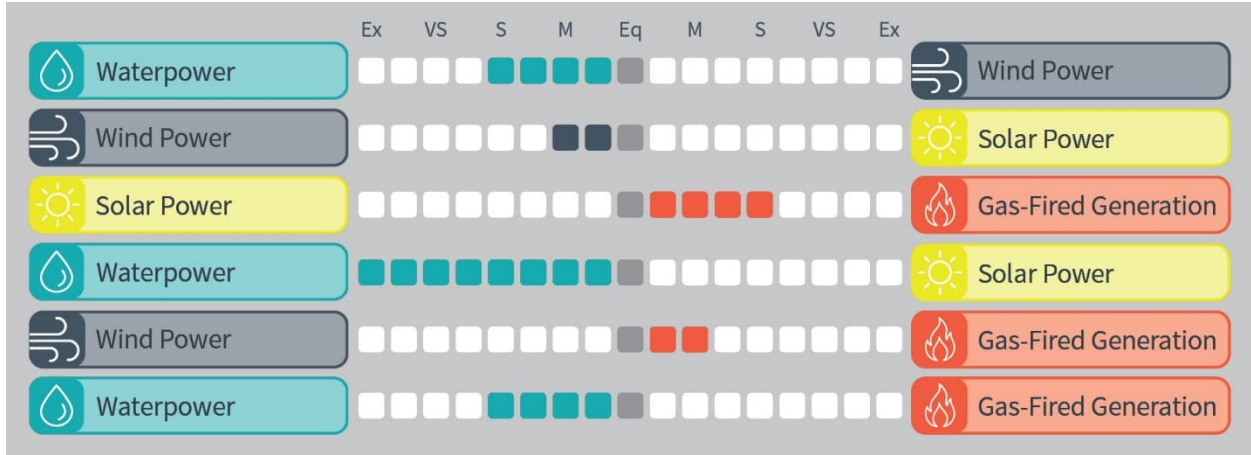 Ex VS S M Eq M S VS Ex
Waterpower Wind Power
Wind Power Solar Power
Solar Power Gas-Fired Generation
Waterpower Solar Power
Wind Power Gas-Fired Generation
Waterpower Gas-Fired Generation